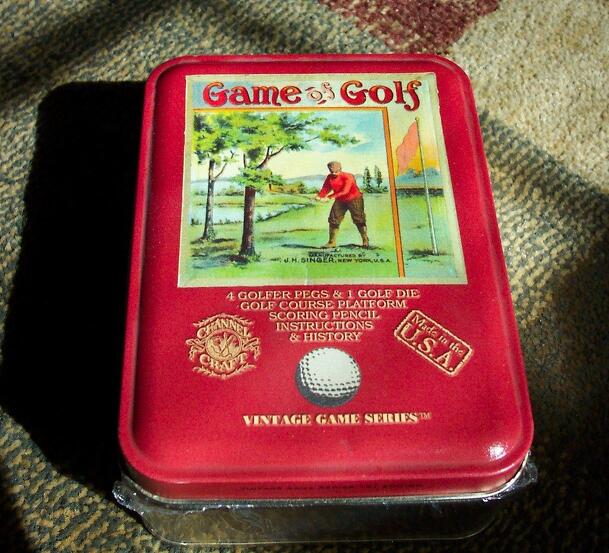 Game of Golf
MANUFACTURED BY
J.H. SINGER, NEW YORK, U.S.A.
4 GOLFER PEGS & 1 GOLF DIE
GOLF COURSE PLATFORM
SCORING PENCIL
INSTRUCTIONS
& HISTORY
CHANNEL
CRAFT
Made in the
U.S.A.
VINTAGE GAME SERIES™